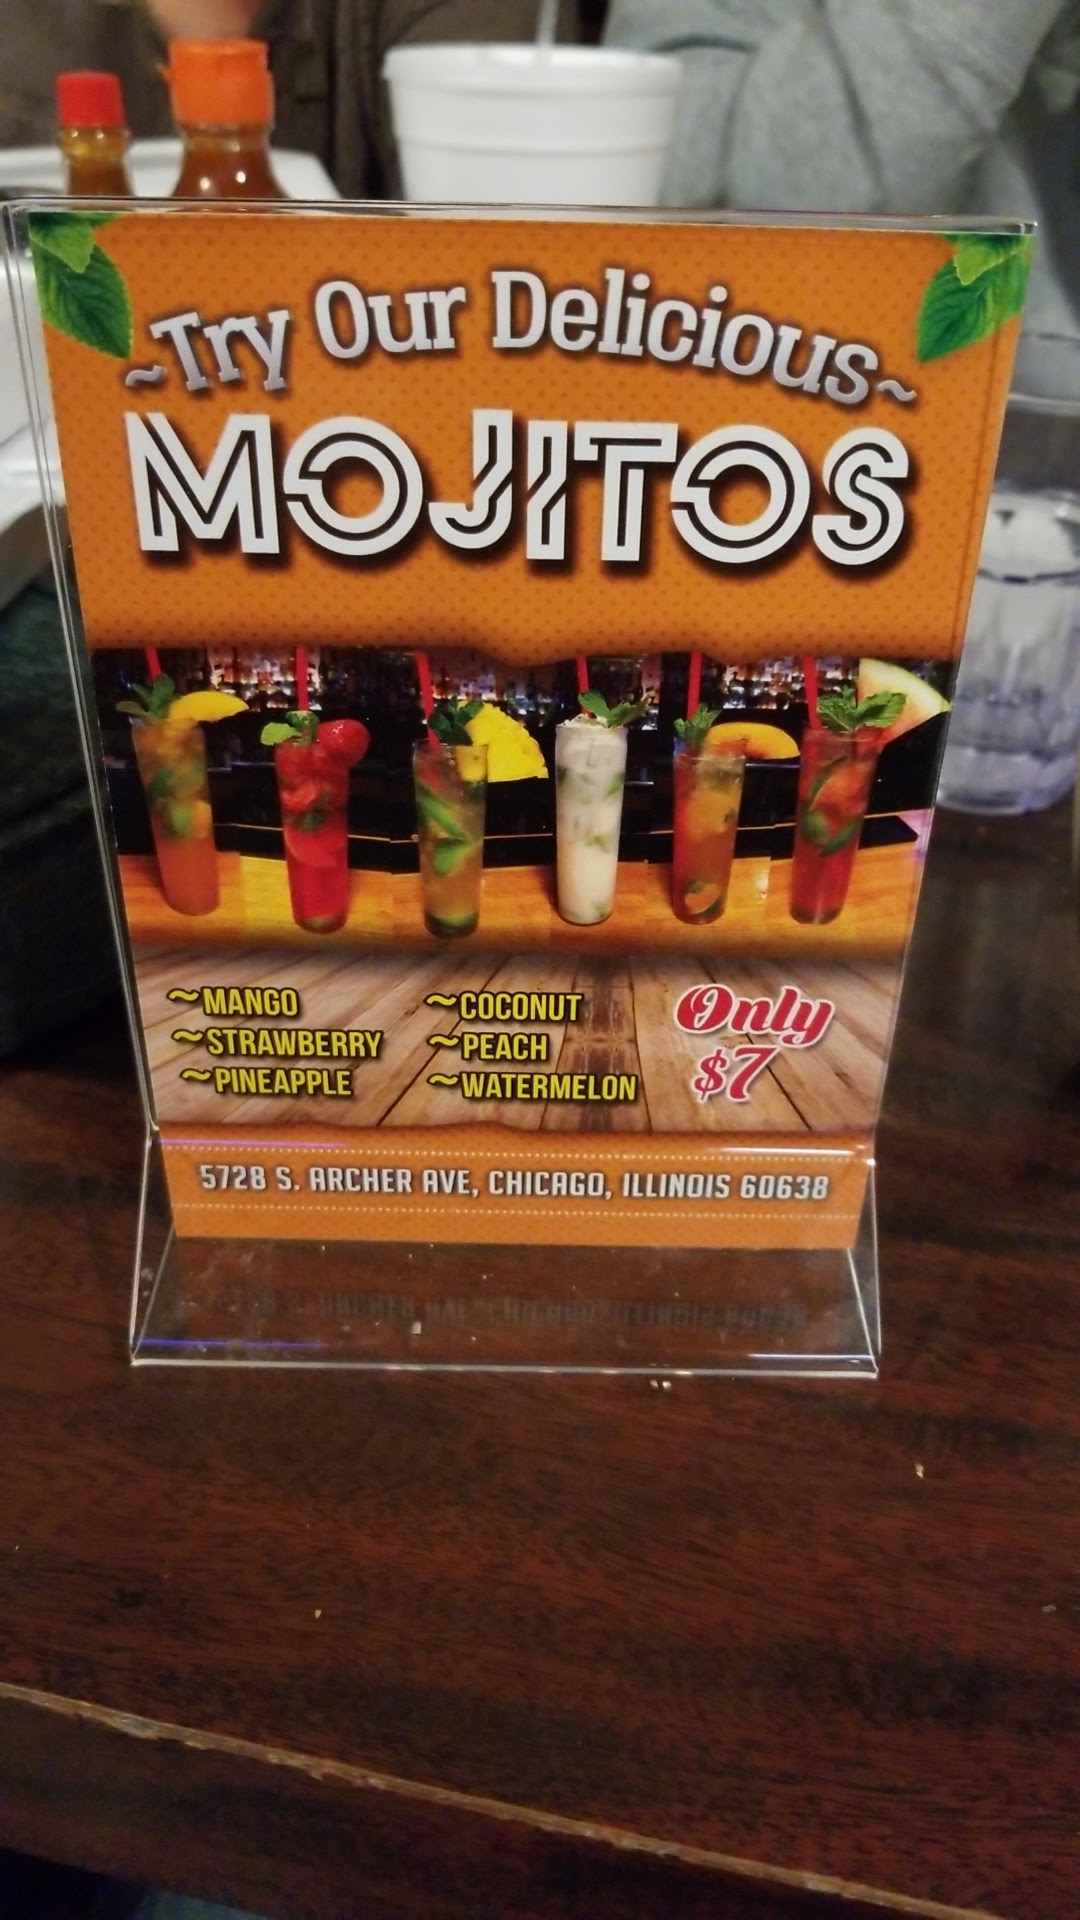 ~Try Our Delicious~
MOJITOS
~MANGO
~STRAWBERRY
~PINEAPPLE
~COCONUT
~PEACH
~WATERMELON
Only
$7
5728 S. ARCHER AVE, CHICAGO, ILLINOIS 60638